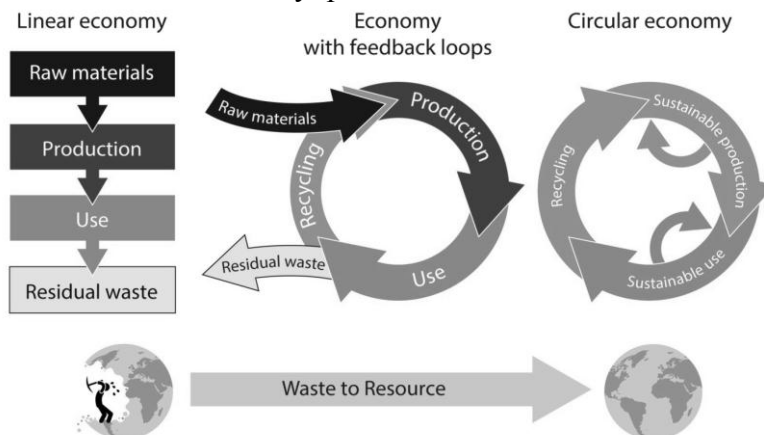 Linear economy
Economy
with feedback loops
Circular economy
Raw materials
Production
Use
Residual waste
Raw materials
Production
Use
Recycling
Residual waste
Sustainable production
Sustainable use
Recycling
Waste to Resource